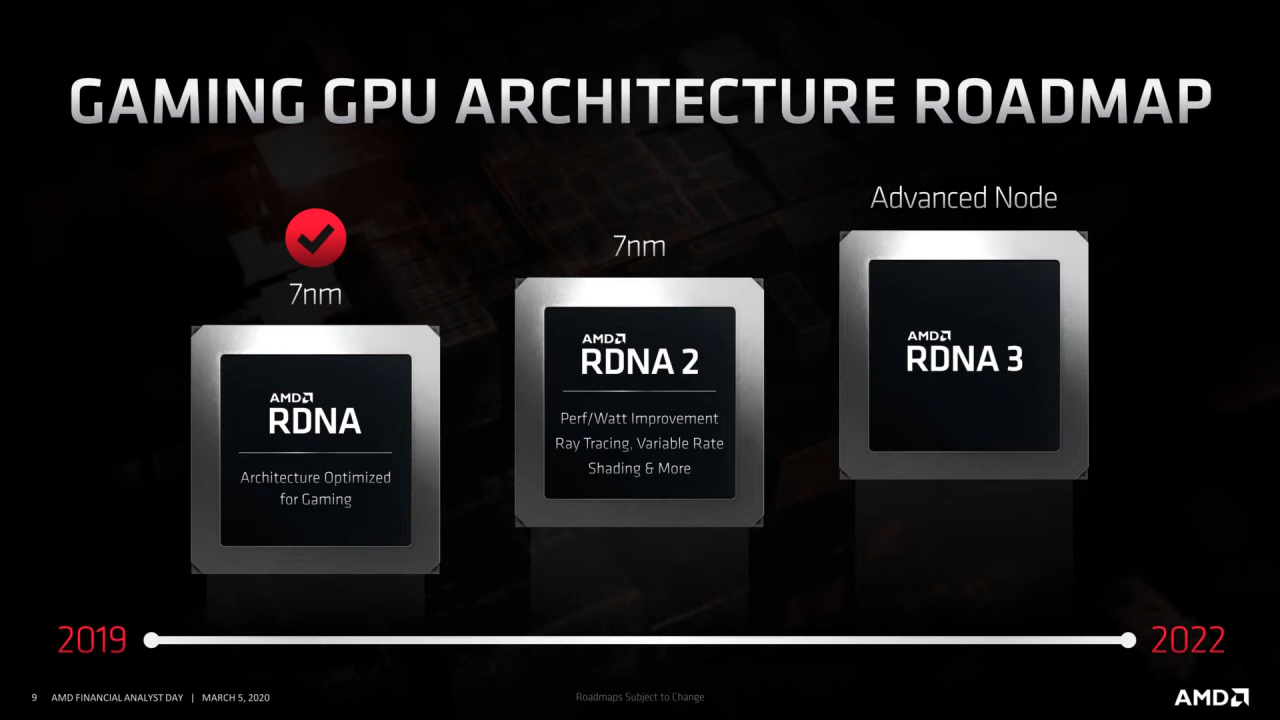 GAMING GPU ARCHITECTURE ROADMAP
Advanced Node
7nm
7nm
AMD
RDNA
Architecture Optimized
for Gaming
AMD
RDNA 2
Perf/Watt Improvement
Ray Tracing, Variable Rate
Shading & More
AMD
RDNA 3
2019
2022
9 AMD FINANCIAL ANALYST DAY | MARCH 5, 2020
Roadmaps Subject to Change
AMD